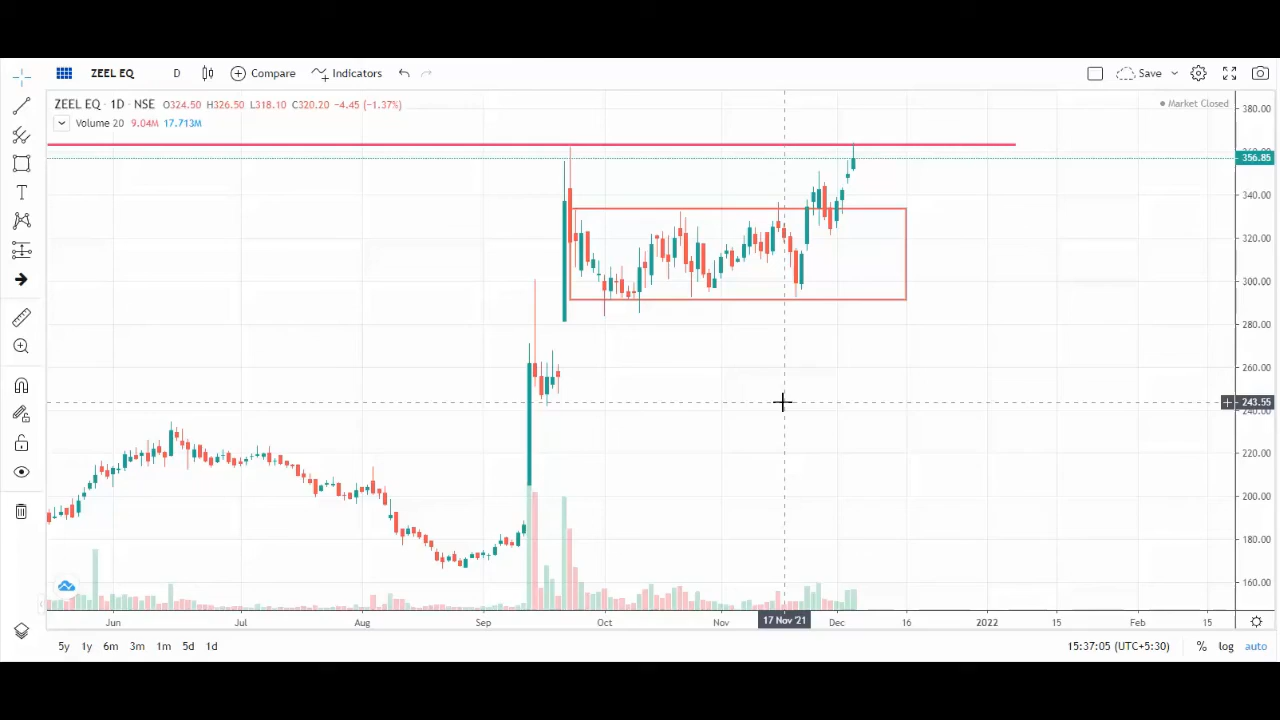 ZEEL EQ D Compare Indicators Save
ZEEL EQ · 1D · NSE O324.50 H326.50 L318.10 C320.20 −4.45 (−1.37%) Market Closed
Volume 20 9.04M 17.713M
380.00
360.00
356.85
340.00
320.00
300.00
280.00
260.00
243.55
240.00
220.00
200.00
180.00
160.00
Jun Jul Aug Sep Oct Nov 17 Nov '21 Dec 16 2022 15 Feb 15
5y 1y 6m 3m 1m 5d 1d 15:37:05 (UTC+5:30) % log auto